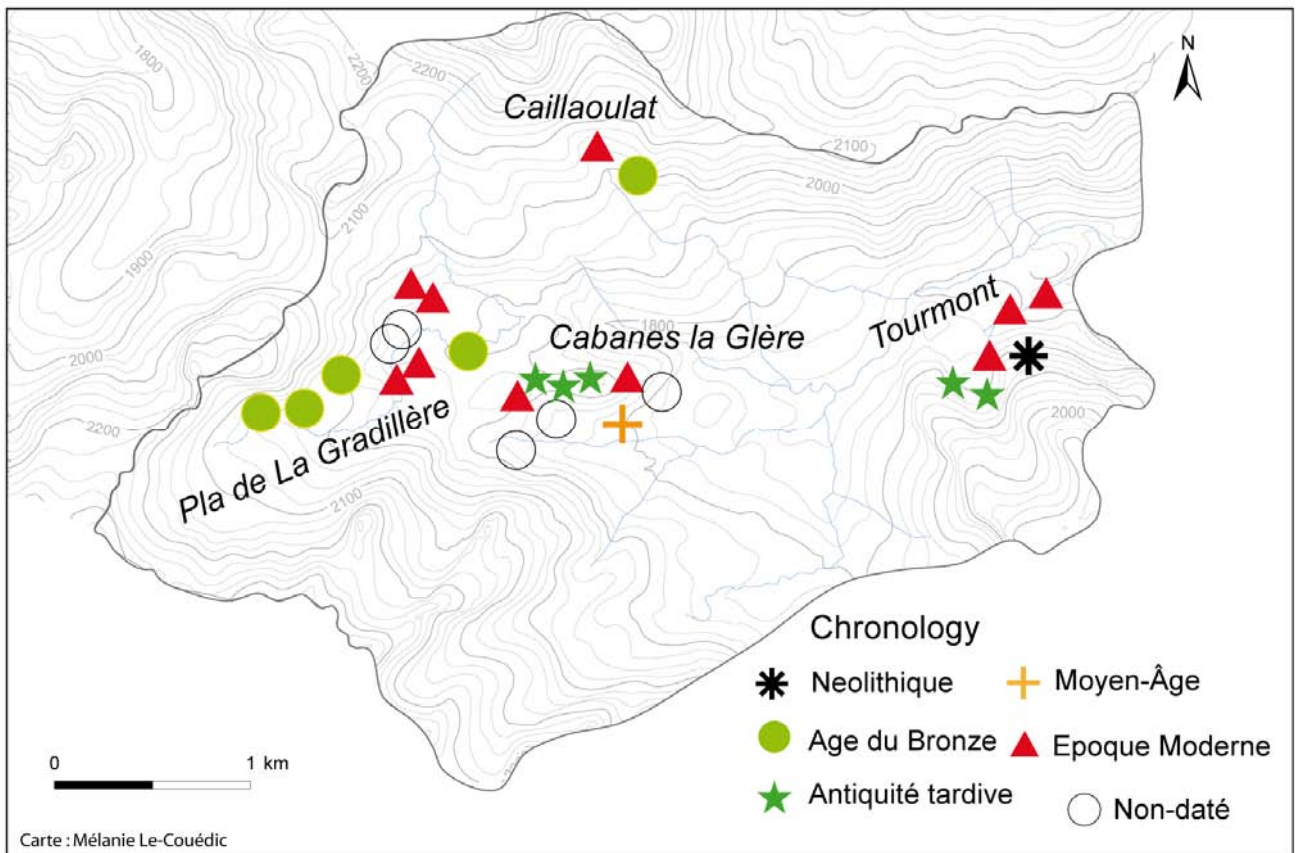 N
1800
2200
2200
Caillaoulat
2100
2000
2100
1900
Tourmont
1800
Cabanes la Glère
2000
2000
2200
Pla de La Gradillère
2100
Chronology
Neolithique
Moyen-Âge
Age du Bronze
Epoque Moderne
Antiquité tardive
Non-daté
0 1 km
Carte : Mélanie Le-Couédic